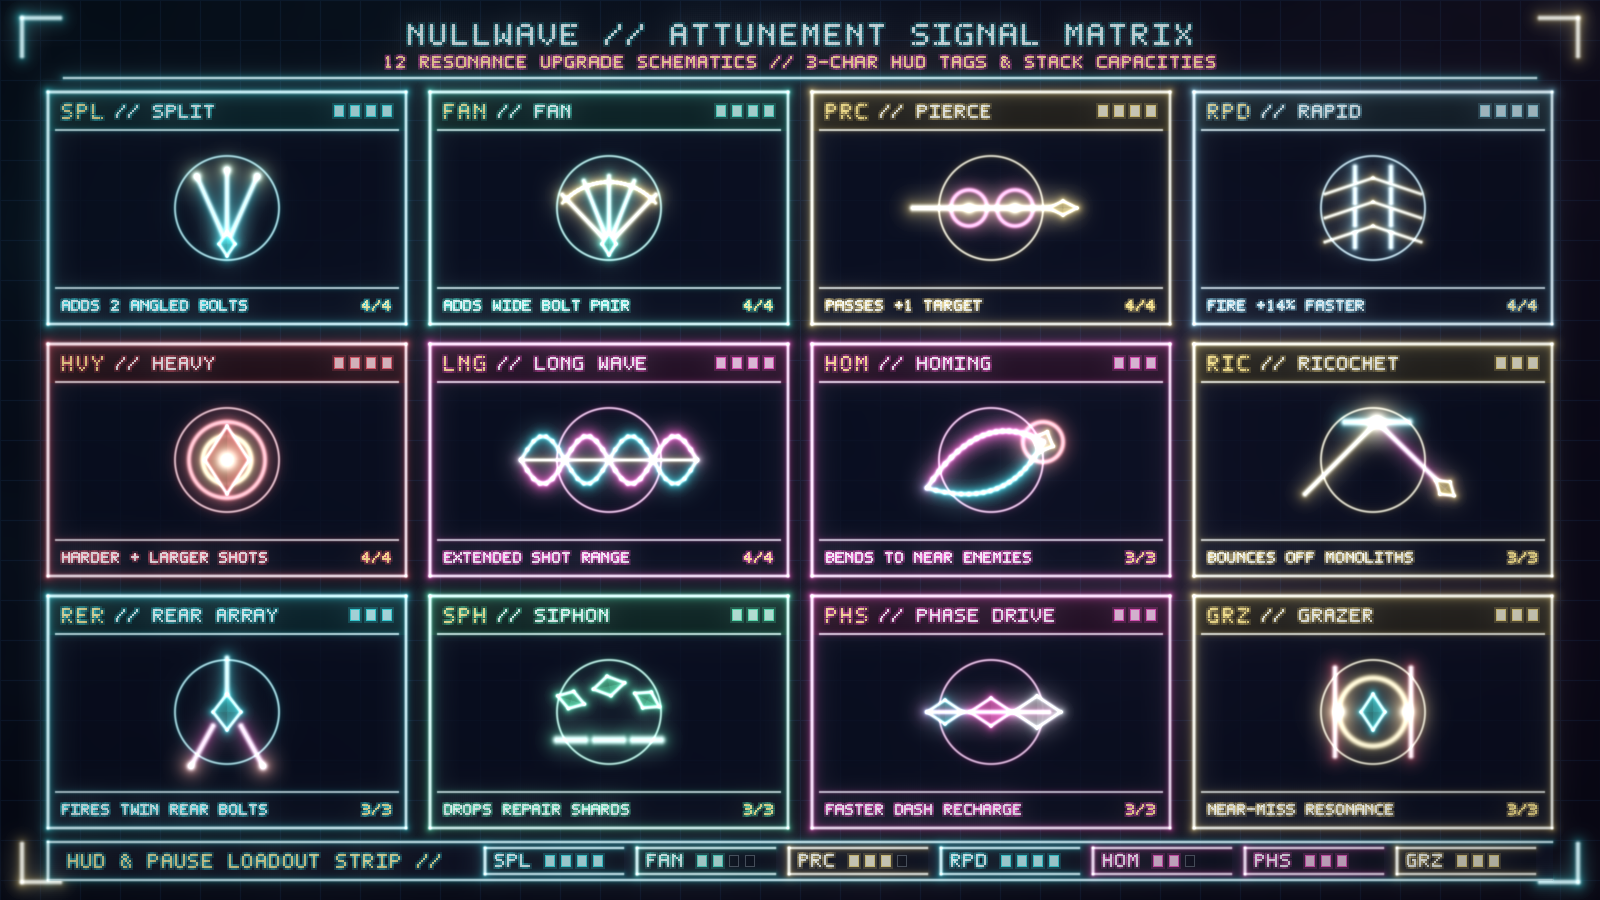 NULLWAVE // ATTUNEMENT SIGNAL MATRIX
12 RESONANCE UPGRADE SCHEMATICS // 3-CHAR HUD TAGS & STACK CAPACITIES
SPL // SPLIT
ADDS 2 ANGLED BOLTS 4/4
FAN // FAN
ADDS WIDE BOLT PAIR 4/4
PRC // PIERCE
PASSES +1 TARGET 4/4
RPD // RAPID
FIRE +14% FASTER 4/4
HVY // HEAVY
HARDER + LARGER SHOTS 4/4
LNG // LONG WAVE
EXTENDED SHOT RANGE 4/4
HOM // HOMING
BENDS TO NEAR ENEMIES 3/3
RIC // RICOCHET
BOUNCES OFF MONOLITHS 3/3
RER // REAR ARRAY
FIRES TWIN REAR BOLTS 3/3
SPH // SIPHON
DROPS REPAIR SHARDS 3/3
PHS // PHASE DRIVE
FASTER DASH RECHARGE 3/3
GRZ // GRAZER
NEAR-MISS RESONANCE 3/3
HUD & PAUSE LOADOUT STRIP // SPL FAN PRC RPD HOM PHS GRZ